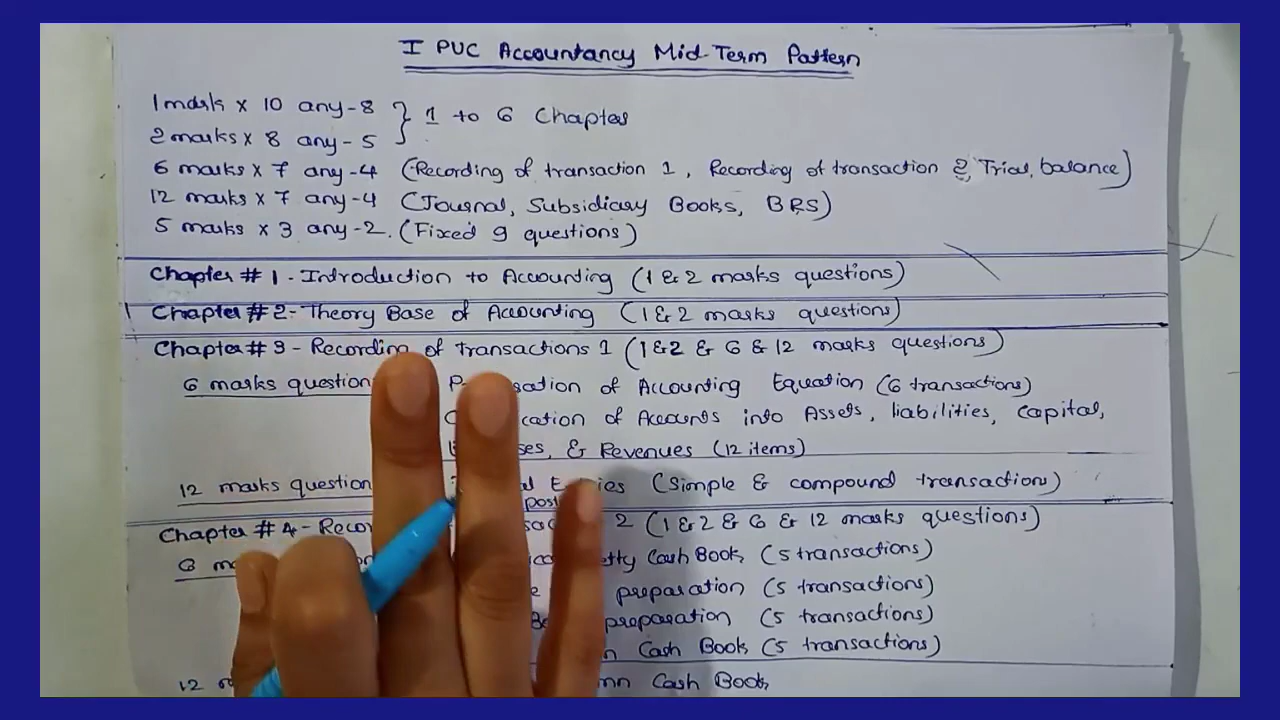 I PUC Accountancy Mid-Term Pattern
1 mark x 10 any-8 } 1 to 6 Chapter
2 marks x 8 any-5
6 marks x 7 any-4 (Recording of transaction 1, Recording of transaction 2, Trial balance)
12 marks x 7 any-4 (Journal, Subsidiary Books, BRS)
5 marks x 3 any-2. (Fixed 9 questions)
Chapter # 1 - Introduction to Accounting (1 & 2 marks questions)
Chapter # 2 - Theory Base of Accounting (1 & 2 marks questions)
Chapter # 3 - Recording of transactions 1 (1 & 2 & 6 & 12 marks questions)
6 marks question of Accounting Equation (6 transactions)
of Accounts into Assets, liabilities, capital,
& Revenues (12 items)
12 marks question (Simple & compound transaction)
Chapter # 4 - 2 (1 & 2 & 6 & 12 marks questions)
6 Cash Book (5 transactions)
preparation (5 transactions)
preparation (5 transactions)
Cash Book (5 transactions)
12 Cash Book